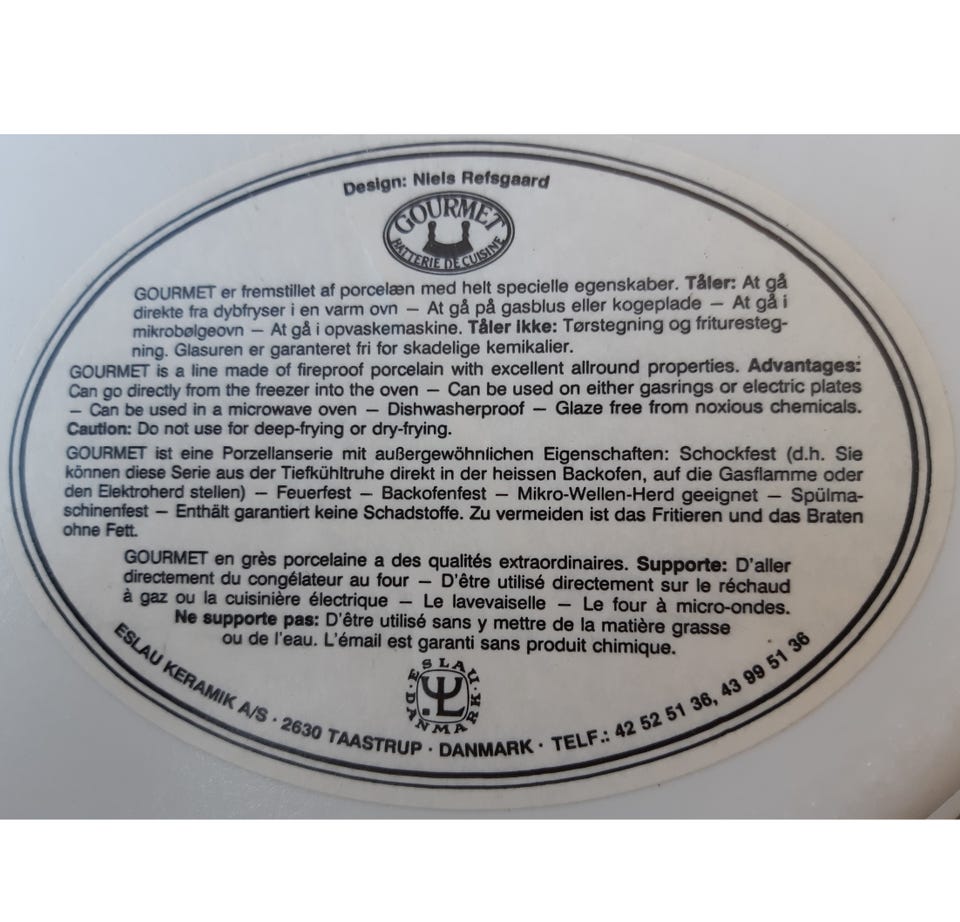 Design: Niels Refsgaard
GOURMET
BATTERIE DE CUISINE
GOURMET er fremstillet af porcelæn med helt specielle egenskaber. Tåler: At gå
direkte fra dybfryser i en varm ovn – At gå på gasblus eller kogeplade – At gå i
mikrobølgeovn – At gå i opvaskemaskine. Tåler ikke: Tørstegning og frituresteg-
ning. Glasuren er garanteret fri for skadelige kemikalier.
GOURMET is a line made of fireproof porcelain with excellent allround properties. Advantages:
Can go directly from the freezer into the oven – Can be used on either gasrings or electric plates
– Can be used in a microwave oven – Dishwasherproof – Glaze free from noxious chemicals.
Caution: Do not use for deep-frying or dry-frying.
GOURMET ist eine Porzellanserie mit außergewöhnlichen Eigenschaften: Schockfest (d.h. Sie
können diese Serie aus der Tiefkühltruhe direkt in der heissen Backofen, auf die Gasflamme oder
den Elektroherd stellen) – Feuerfest – Backofenfest – Mikro-Wellen-Herd geeignet – Spülma-
schinenfest – Enthält garantiert keine Schadstoffe. Zu vermeiden ist das Fritieren und das Braten
ohne Fett.
GOURMET en grès porcelaine a des qualités extraordinaires. Supporte: D'aller
directement du congélateur au four – D'être utilisé directement sur le réchaud
à gaz ou la cuisinière électrique – Le lavevaiselle – Le four à micro-ondes.
Ne supporte pas: D'être utilisé sans y mettre de la matière grasse
ou de l'eau. L'émail est garanti sans produit chimique.
ESLAU · DANMARK ·
ESLAU KERAMIK A/S · 2630 TAASTRUP · DANMARK · TELF.: 42 52 51 36, 43 99 51 36